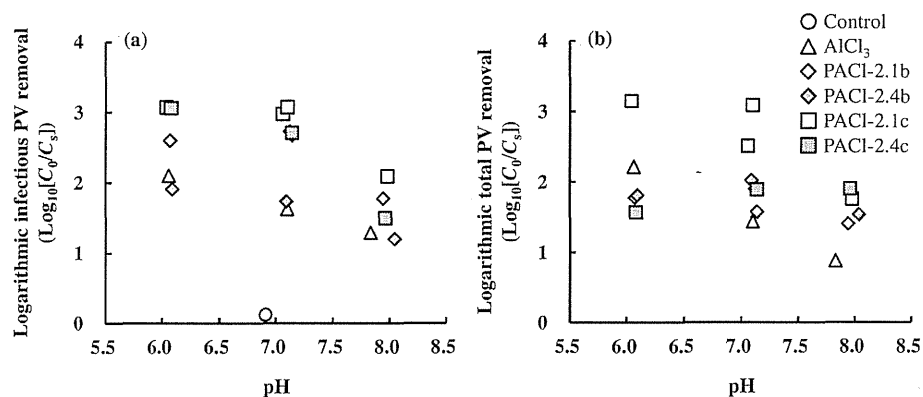 (a)
Logarithmic infectious PV removal
(Log₁₀[C₀/Cₛ])
4
3
2
1
0
5.5 6.0 6.5 7.0 7.5 8.0 8.5
pH
(b)
Logarithmic total PV removal
(Log₁₀[C₀/Cₛ])
4
3
2
1
0
5.5 6.0 6.5 7.0 7.5 8.0 8.5
pH
Control
AlCl₃
PACl-2.1b
PACl-2.4b
PACl-2.1c
PACl-2.4c